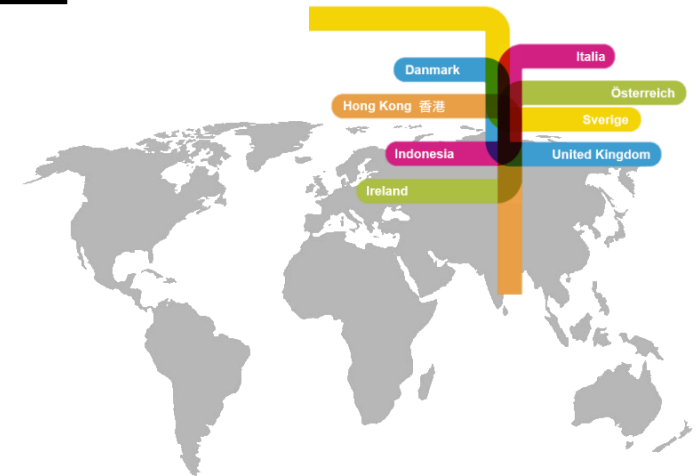 Italia
Danmark
Österreich
Hong Kong 香港
Sverige
Indonesia
United Kingdom
Ireland